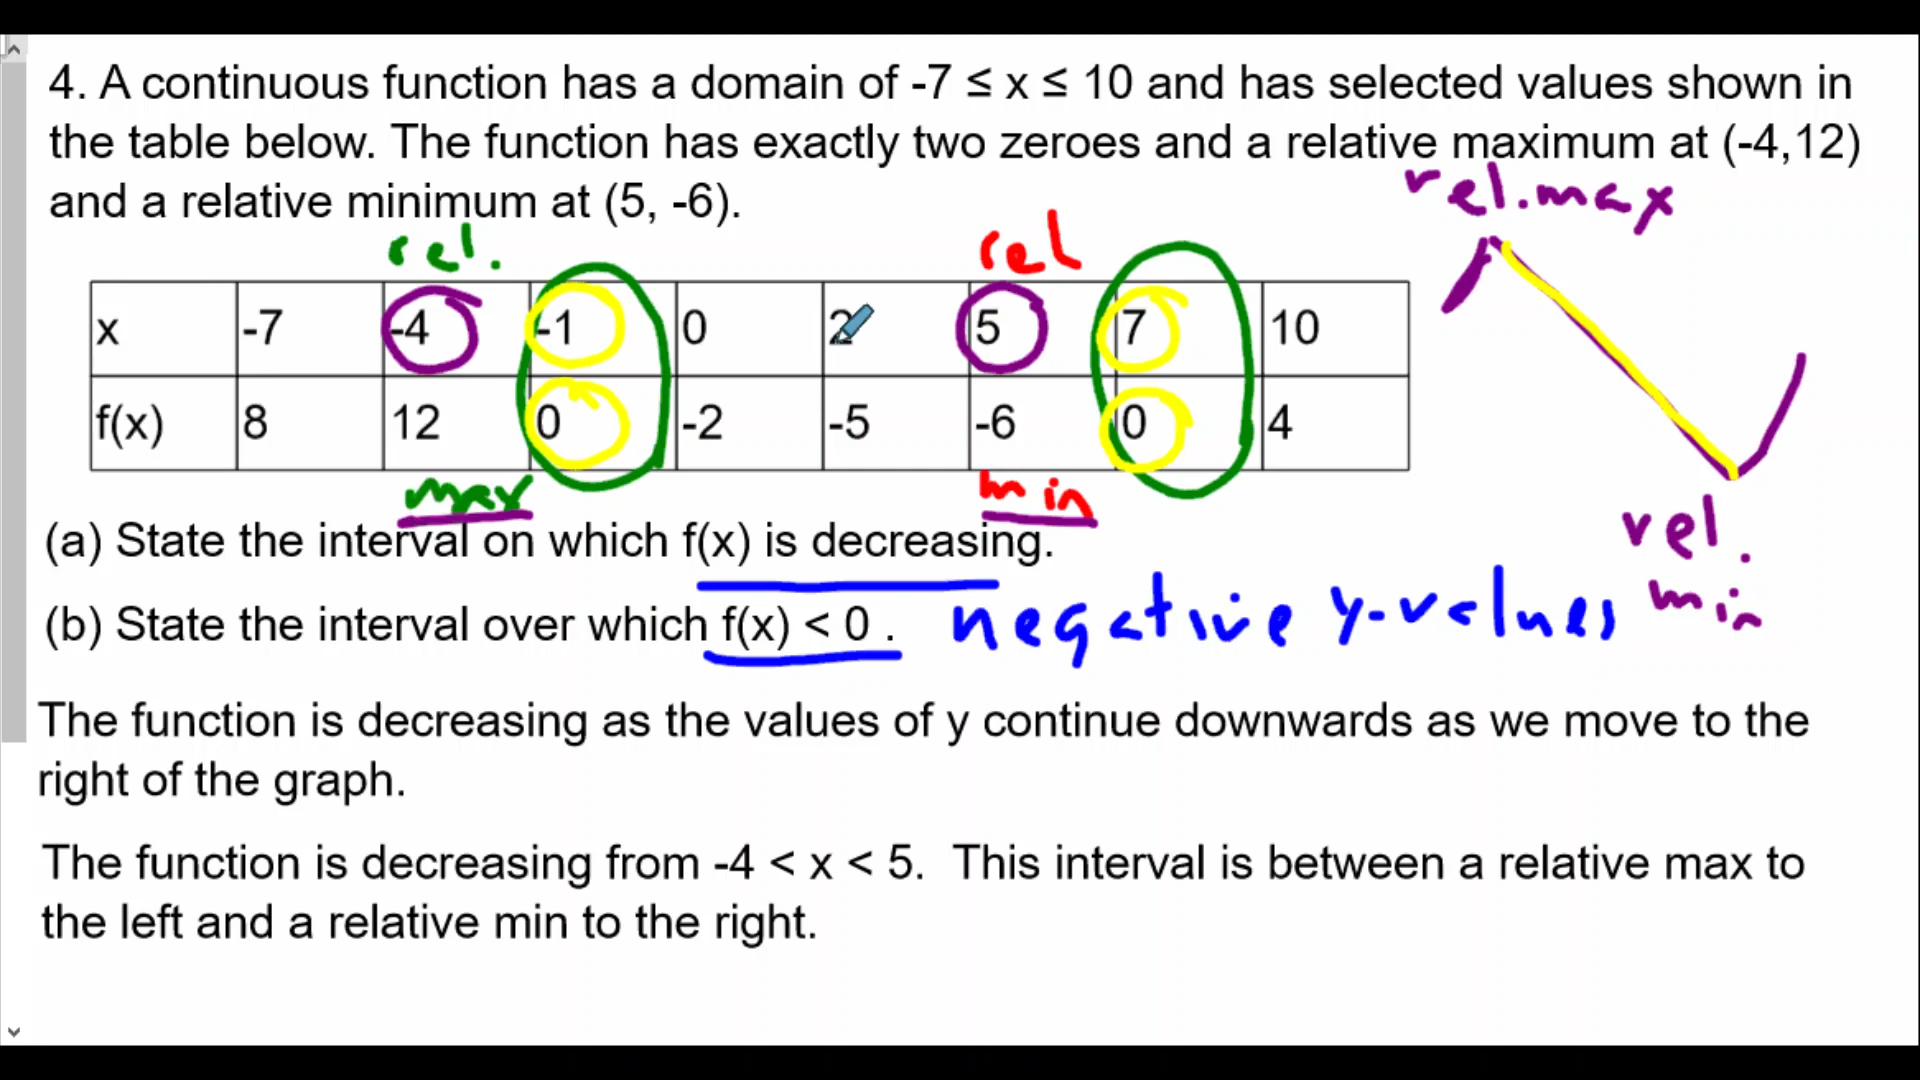 4. A continuous function has a domain of -7 ≤ x ≤ 10 and has selected values shown in
the table below. The function has exactly two zeroes and a relative maximum at (-4,12)
and a relative minimum at (5, -6).
rel.max
rel. rel
x -7 -4 -1 0 2 5 7 10
f(x) 8 12 0 -2 -5 -6 0 4
max min
rel.
min
(a) State the interval on which f(x) is decreasing.
(b) State the interval over which f(x) < 0 . negative y-values
The function is decreasing as the values of y continue downwards as we move to the
right of the graph.
The function is decreasing from -4 < x < 5. This interval is between a relative max to
the left and a relative min to the right.